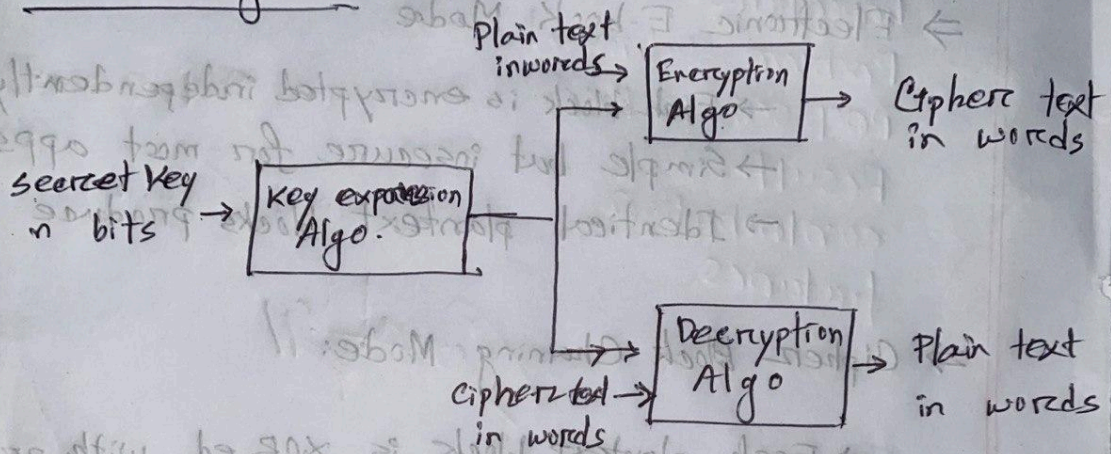 Plain text
in words
Encryption
Algo
Cipher text
in words
secret key
n bits
Key expansion
Algo.
Decryption
Algo
Cipher text
in words
Plain text
in words